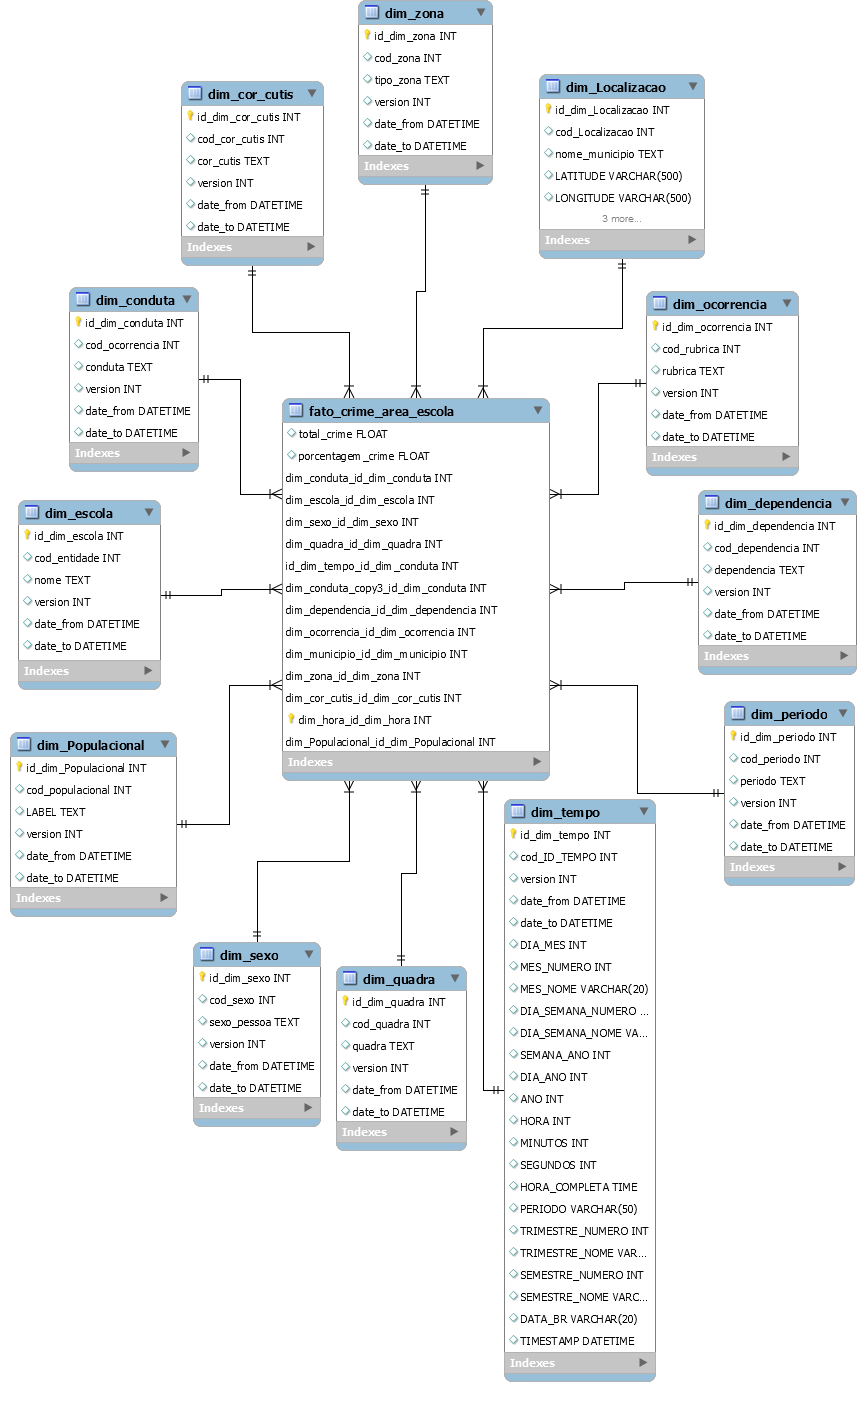 dim_zona
id_dim_zona INT
cod_zona INT
tipo_zona TEXT
version INT
date_from DATETIME
date_to DATETIME
Indexes
dim_cor_cutis
id_dim_cor_cutis INT
cod_cor_cutis INT
cor_cutis TEXT
version INT
date_from DATETIME
date_to DATETIME
Indexes
dim_Localizacao
id_dim_Localizacao INT
cod_Localizacao INT
nome_municipio TEXT
LATITUDE VARCHAR(500)
LONGITUDE VARCHAR(500)
3 more...
Indexes
dim_conduta
id_dim_conduta INT
cod_ocorrencia INT
conduta TEXT
version INT
date_from DATETIME
date_to DATETIME
Indexes
dim_ocorrencia
id_dim_ocorrencia INT
cod_rubrica INT
rubrica TEXT
version INT
date_from DATETIME
date_to DATETIME
Indexes
fato_crime_area_escola
total_crime FLOAT
porcentagem_crime FLOAT
dim_conduta_id_dim_conduta INT
dim_escola_id_dim_escola INT
dim_sexo_id_dim_sexo INT
dim_quadra_id_dim_quadra INT
id_dim_tempo_id_dim_conduta INT
dim_conduta_copy3_id_dim_conduta INT
dim_dependencia_id_dim_dependencia INT
dim_ocorrencia_id_dim_ocorrencia INT
dim_municipio_id_dim_municipio INT
dim_zona_id_dim_zona INT
dim_cor_cutis_id_dim_cor_cutis INT
dim_hora_id_dim_hora INT
dim_Populacional_id_dim_Populacional INT
Indexes
dim_escola
id_dim_escola INT
cod_entidade INT
nome TEXT
version INT
date_from DATETIME
date_to DATETIME
Indexes
dim_dependencia
id_dim_dependencia INT
cod_dependencia INT
dependencia TEXT
version INT
date_from DATETIME
date_to DATETIME
Indexes
dim_Populacional
id_dim_Populacional INT
cod_populacional INT
LABEL TEXT
version INT
date_from DATETIME
date_to DATETIME
Indexes
dim_periodo
id_dim_periodo INT
cod_periodo INT
periodo TEXT
version INT
date_from DATETIME
date_to DATETIME
Indexes
dim_sexo
id_dim_sexo INT
cod_sexo INT
sexo_pessoa TEXT
version INT
date_from DATETIME
date_to DATETIME
Indexes
dim_quadra
id_dim_quadra INT
cod_quadra INT
quadra TEXT
version INT
date_from DATETIME
date_to DATETIME
Indexes
dim_tempo
id_dim_tempo INT
cod_ID_TEMPO INT
version INT
date_from DATETIME
date_to DATETIME
DIA_MES INT
MES_NUMERO INT
MES_NOME VARCHAR(20)
DIA_SEMANA_NUMERO ...
DIA_SEMANA_NOME VA...
SEMANA_ANO INT
DIA_ANO INT
ANO INT
HORA INT
MINUTOS INT
SEGUNDOS INT
HORA_COMPLETA TIME
PERIODO VARCHAR(50)
TRIMESTRE_NUMERO INT
TRIMESTRE_NOME VAR...
SEMESTRE_NUMERO INT
SEMESTRE_NOME VARC...
DATA_BR VARCHAR(20)
TIMESTAMP DATETIME
Indexes